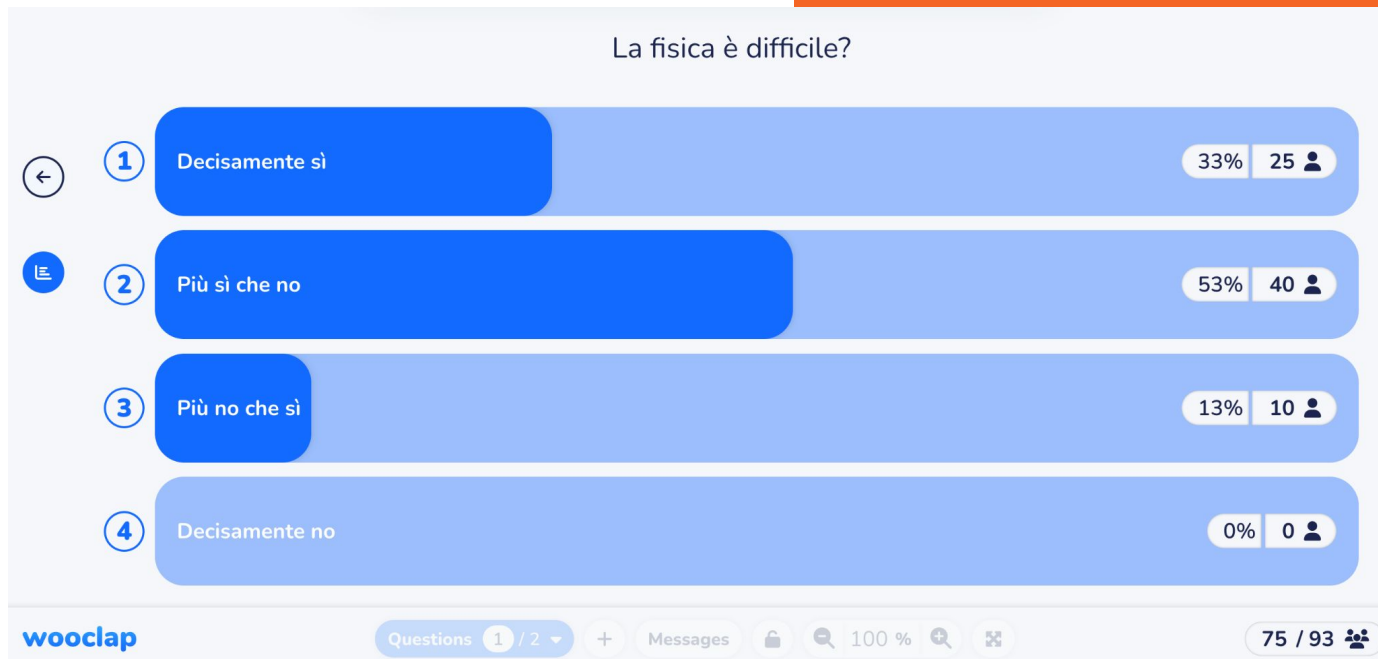 La fisica è difficile?
1 Decisamente sì 33% 25
2 Più sì che no 53% 40
3 Più no che sì 13% 10
4 Decisamente no 0% 0
wooclap Questions 1 / 2 + Messages 100 % 75 / 93